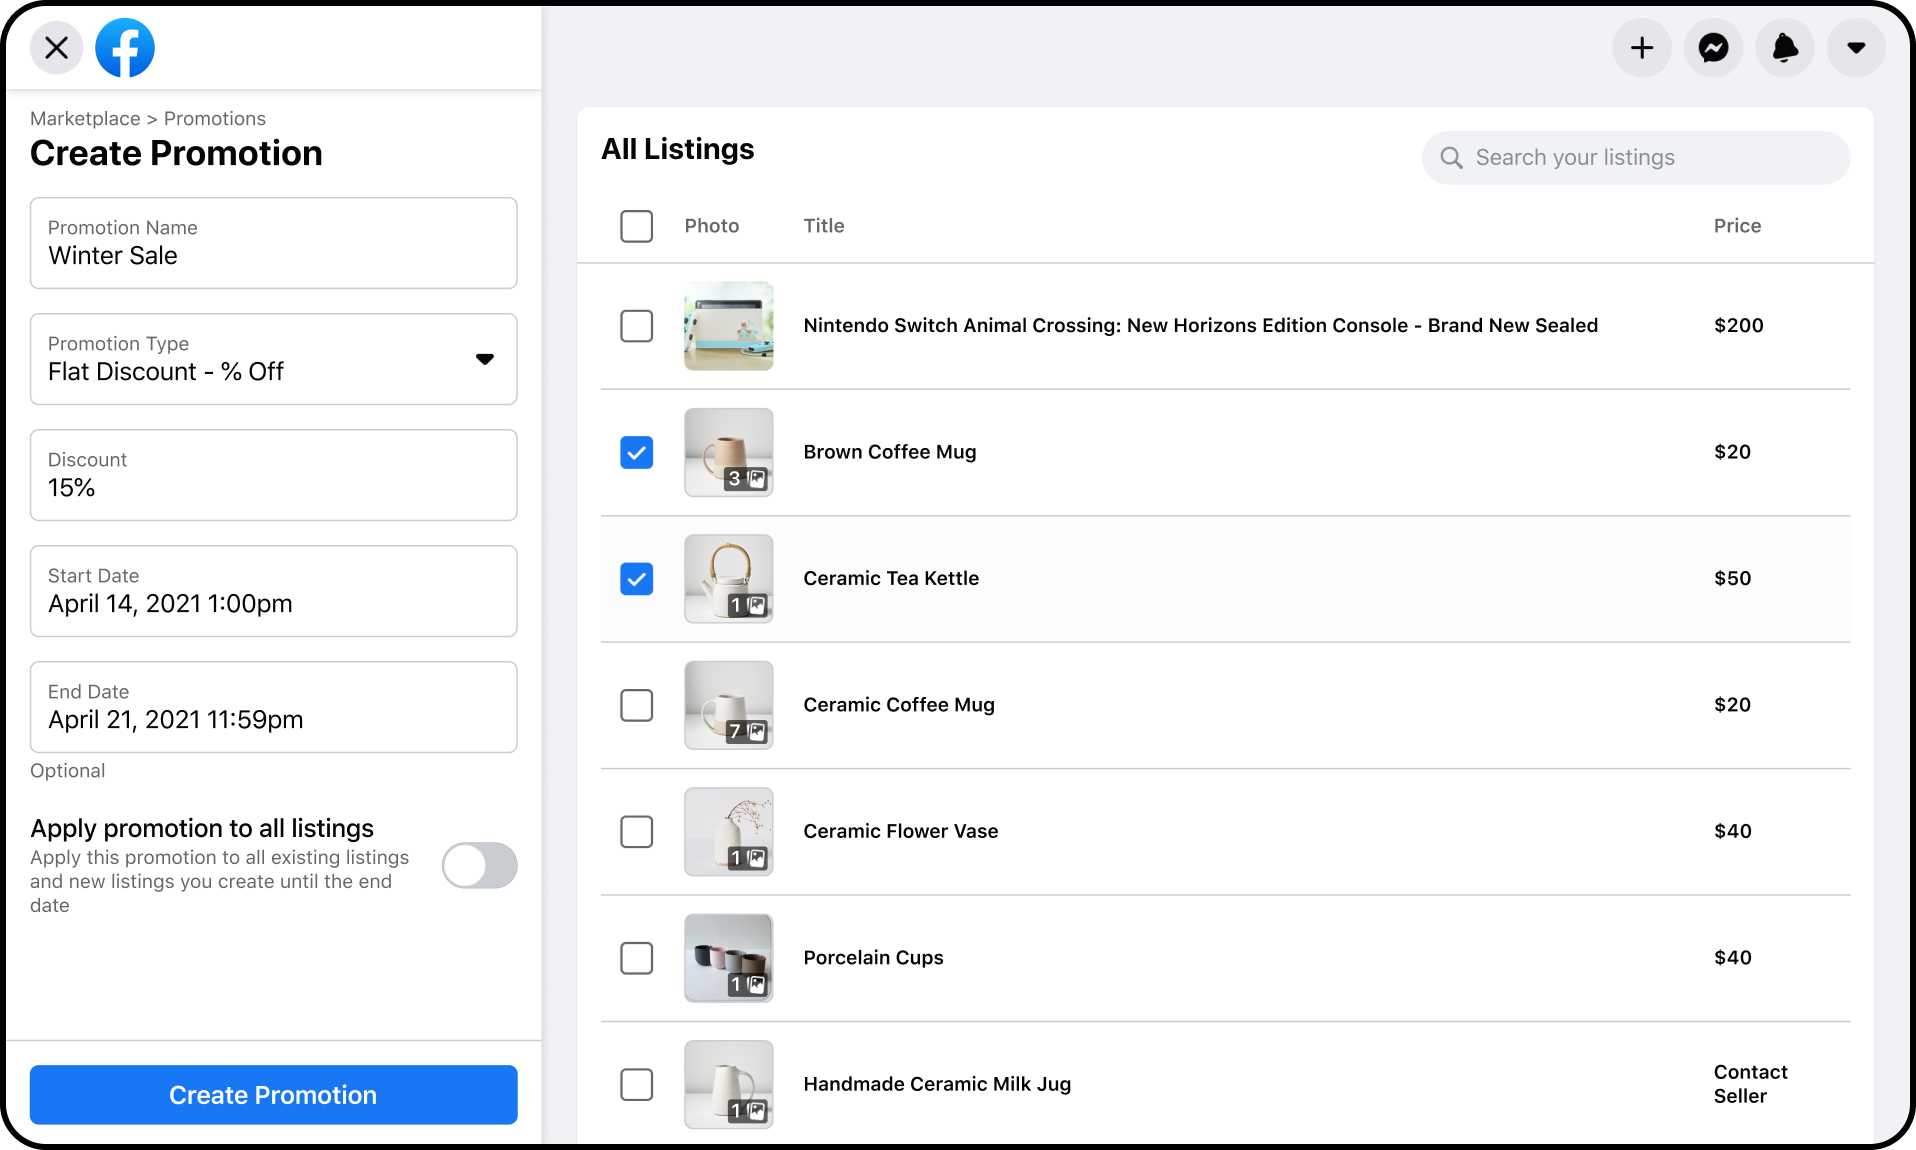 Marketplace > Promotions
Create Promotion
Promotion Name
Winter Sale
Promotion Type
Flat Discount - % Off
Discount
15%
Start Date
April 14, 2021 1:00pm
End Date
April 21, 2021 11:59pm
Optional
Apply promotion to all listings
Apply this promotion to all existing listings
and new listings you create until the end
date
Create Promotion
All Listings
Search your listings
Photo Title Price
Nintendo Switch Animal Crossing: New Horizons Edition Console - Brand New Sealed $200
3 Brown Coffee Mug $20
1 Ceramic Tea Kettle $50
7 Ceramic Coffee Mug $20
1 Ceramic Flower Vase $40
1 Porcelain Cups $40
1 Handmade Ceramic Milk Jug Contact
Seller